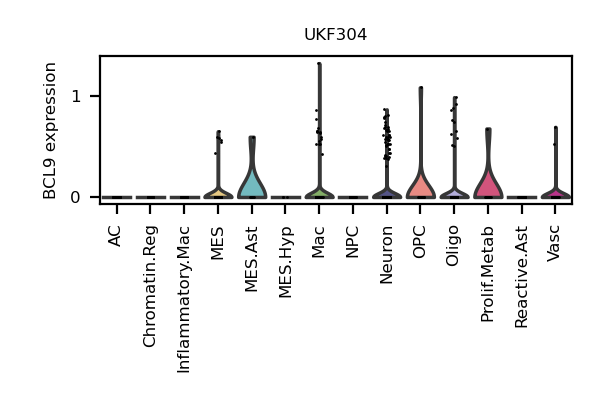 UKF304
BCL9 expression
1
0
AC
Chromatin.Reg
Inflammatory.Mac
MES
MES.Ast
MES.Hyp
Mac
NPC
Neuron
OPC
Oligo
Prolif.Metab
Reactive.Ast
Vasc